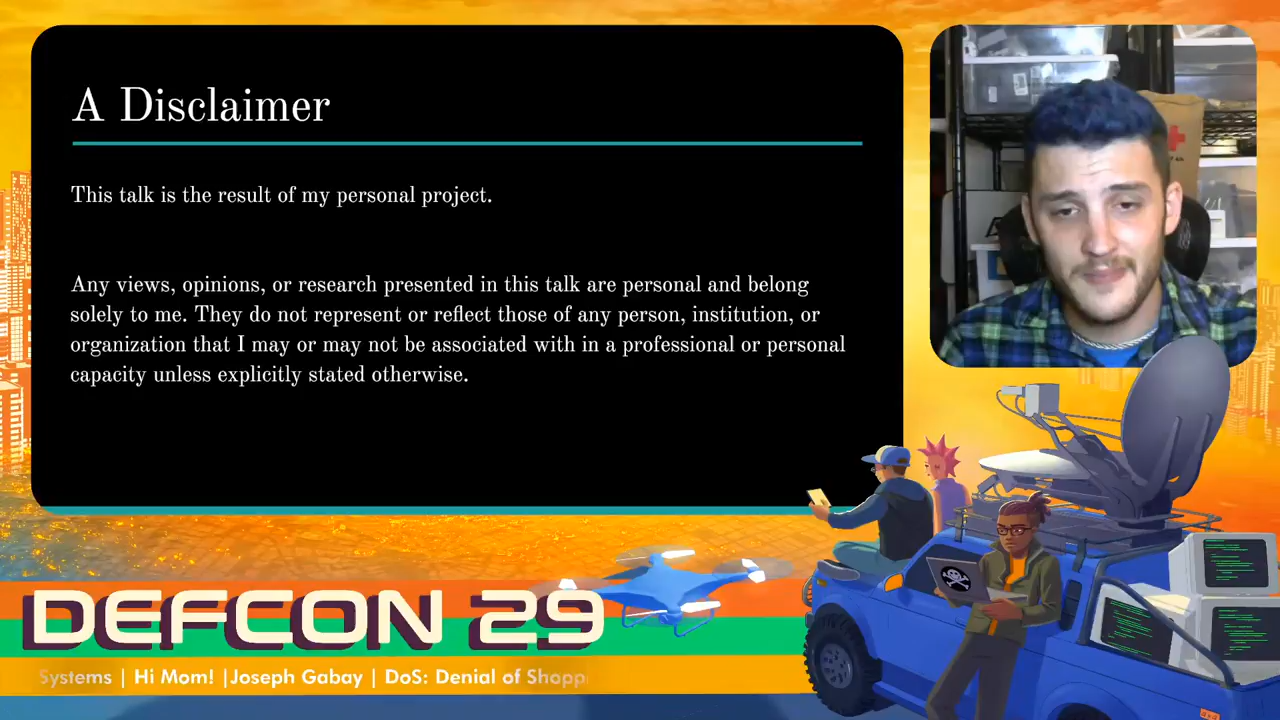 A Disclaimer
This talk is the result of my personal project.
Any views, opinions, or research presented in this talk are personal and belong
solely to me. They do not represent or reflect those of any person, institution, or
organization that I may or may not be associated with in a professional or personal
capacity unless explicitly stated otherwise.
DEFCON 29
Systems | Hi Mom! |Joseph Gabay | DoS: Denial of Shopp